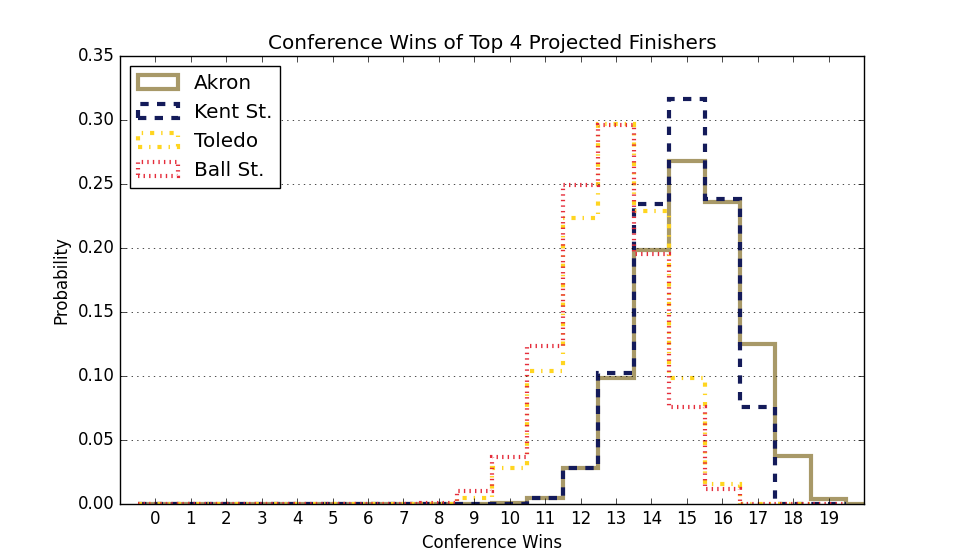 Conference Wins of Top 4 Projected Finishers
0.35
0.30
0.25
0.20
0.15
0.10
0.05
0.00
Probability
Akron
Kent St.
Toledo
Ball St.
0 1 2 3 4 5 6 7 8 9 10 11 12 13 14 15 16 17 18 19
Conference Wins